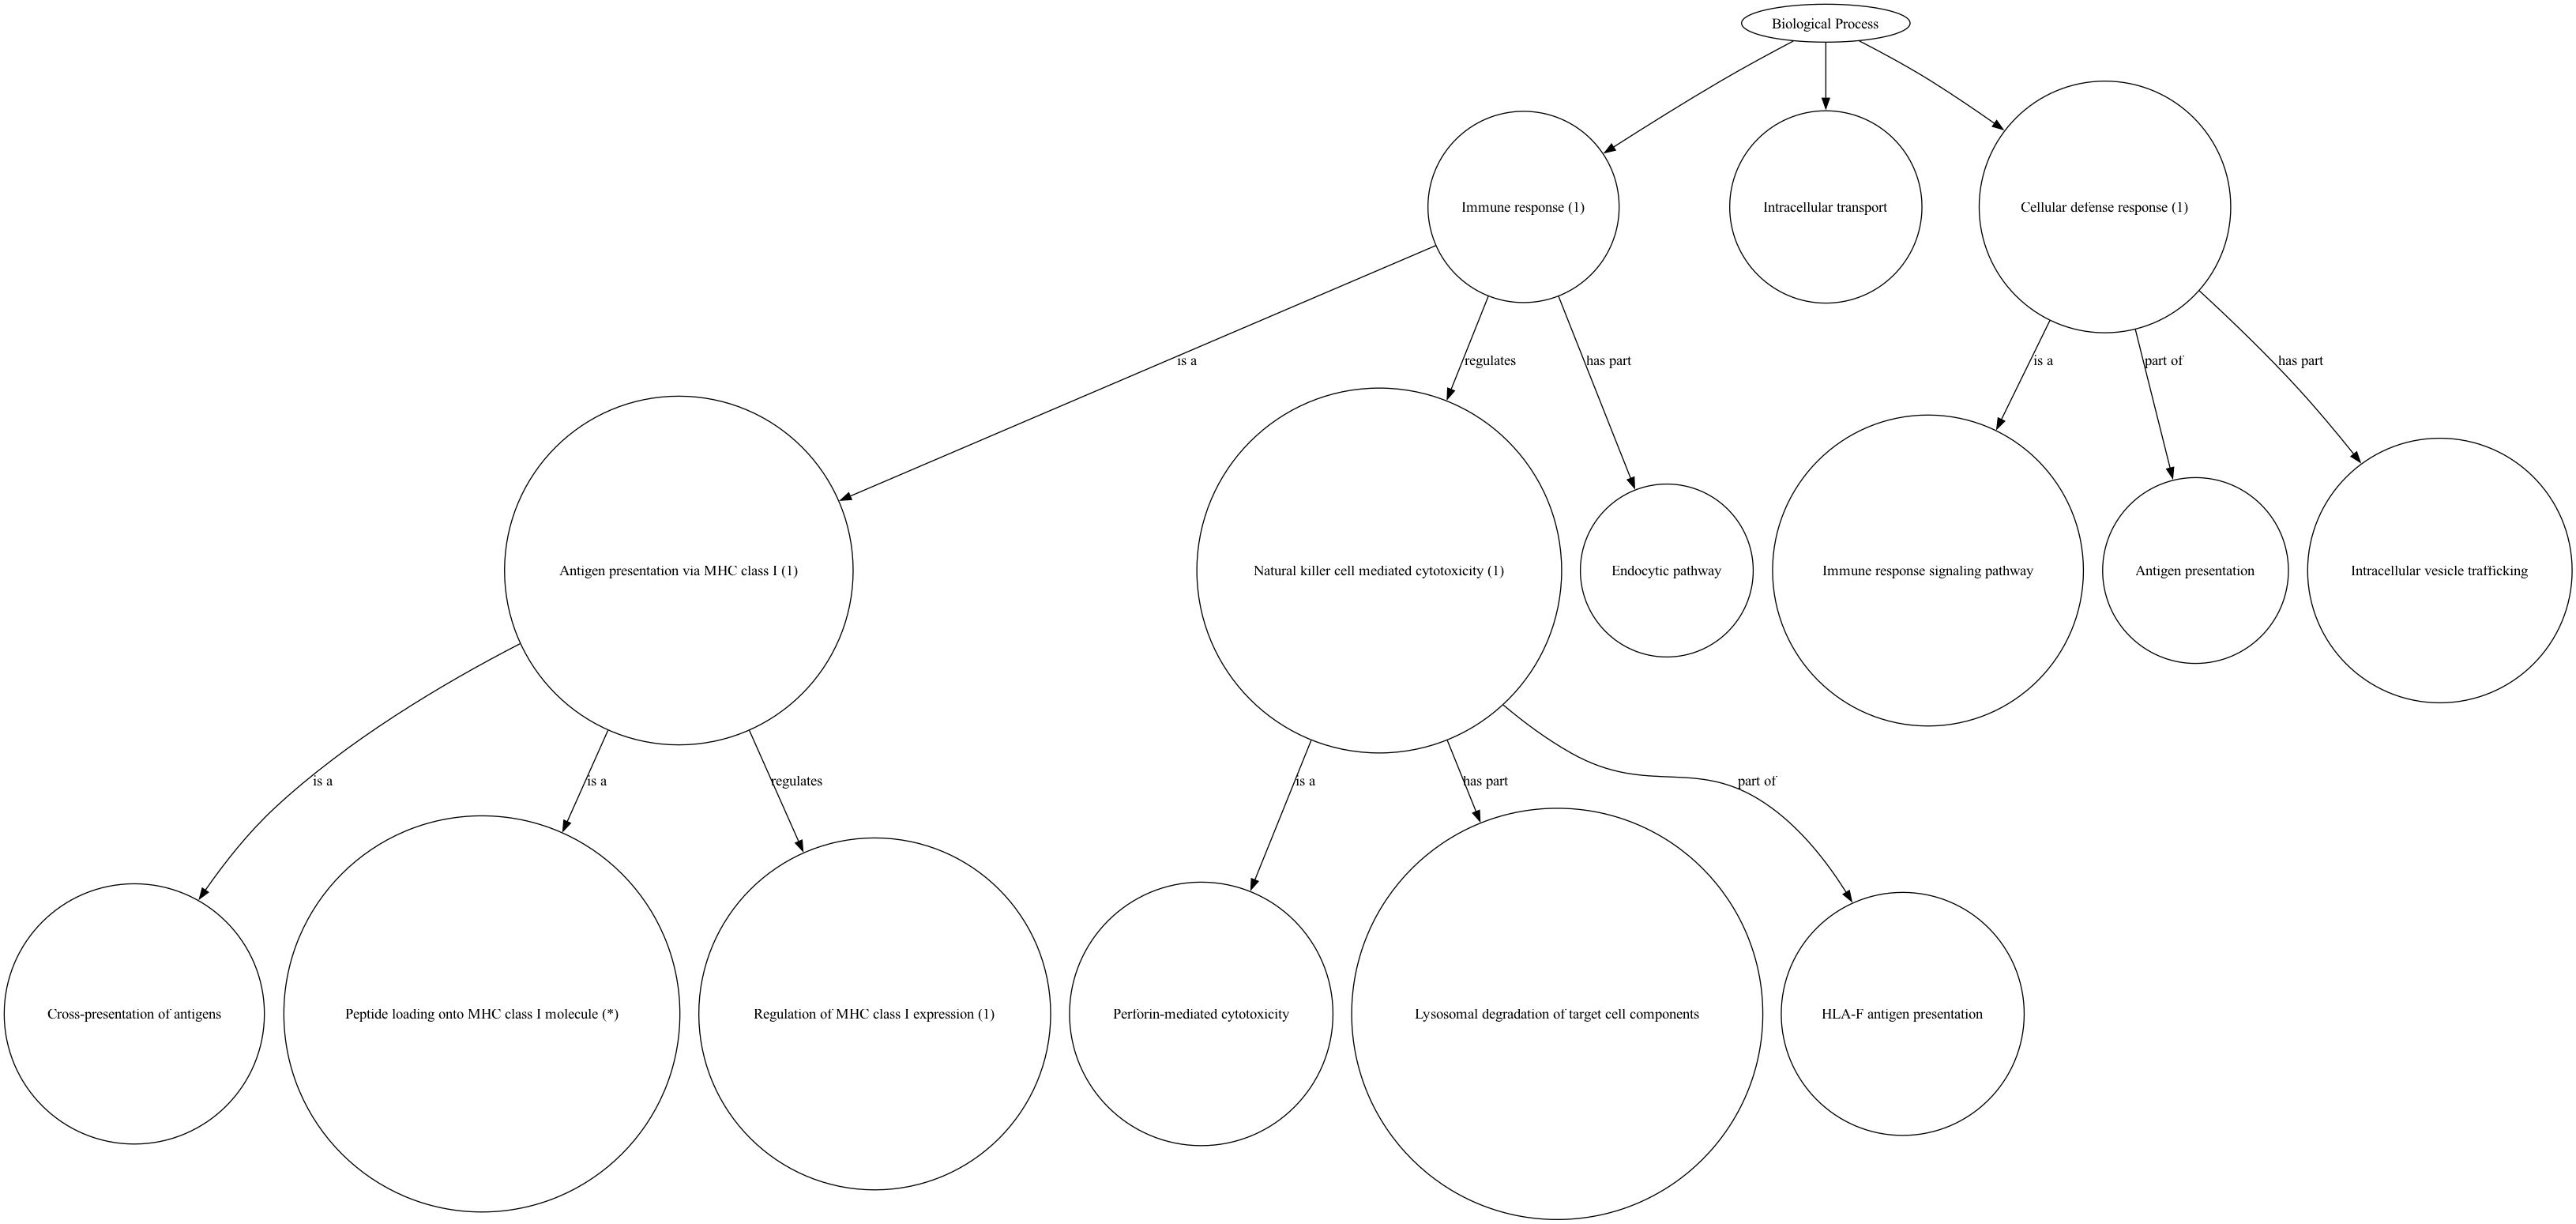 Biological Process
Immune response (1)
Intracellular transport
Cellular defense response (1)
is a
regulates
has part
is a
part of
has part
Antigen presentation via MHC class I (1)
Natural killer cell mediated cytotoxicity (1)
Endocytic pathway
Immune response signaling pathway
Antigen presentation
Intracellular vesicle trafficking
is a
is a
regulates
is a
has part
part of
Cross-presentation of antigens
Peptide loading onto MHC class I molecule (*)
Regulation of MHC class I expression (1)
Perforin-mediated cytotoxicity
Lysosomal degradation of target cell components
HLA-F antigen presentation